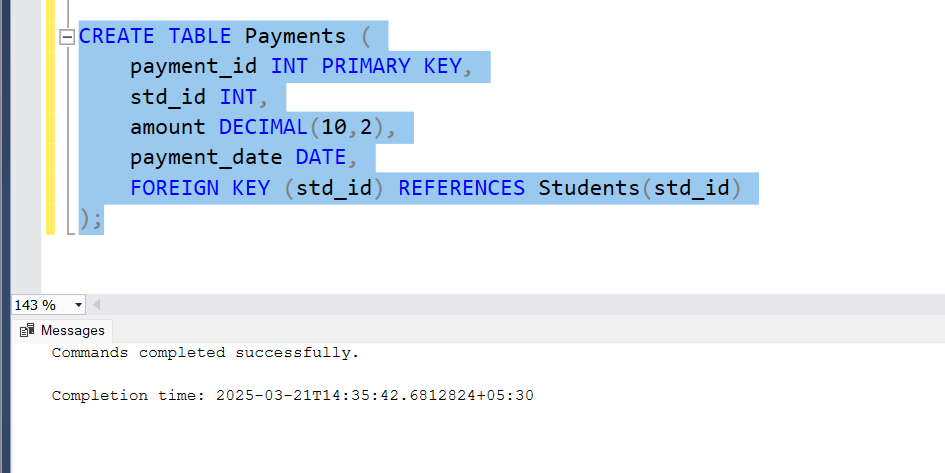 CREATE TABLE Payments (
payment_id INT PRIMARY KEY,
std_id INT,
amount DECIMAL(10,2),
payment_date DATE,
FOREIGN KEY (std_id) REFERENCES Students(std_id)
);
143 %
Messages
Commands completed successfully.
Completion time: 2025-03-21T14:35:42.6812824+05:30